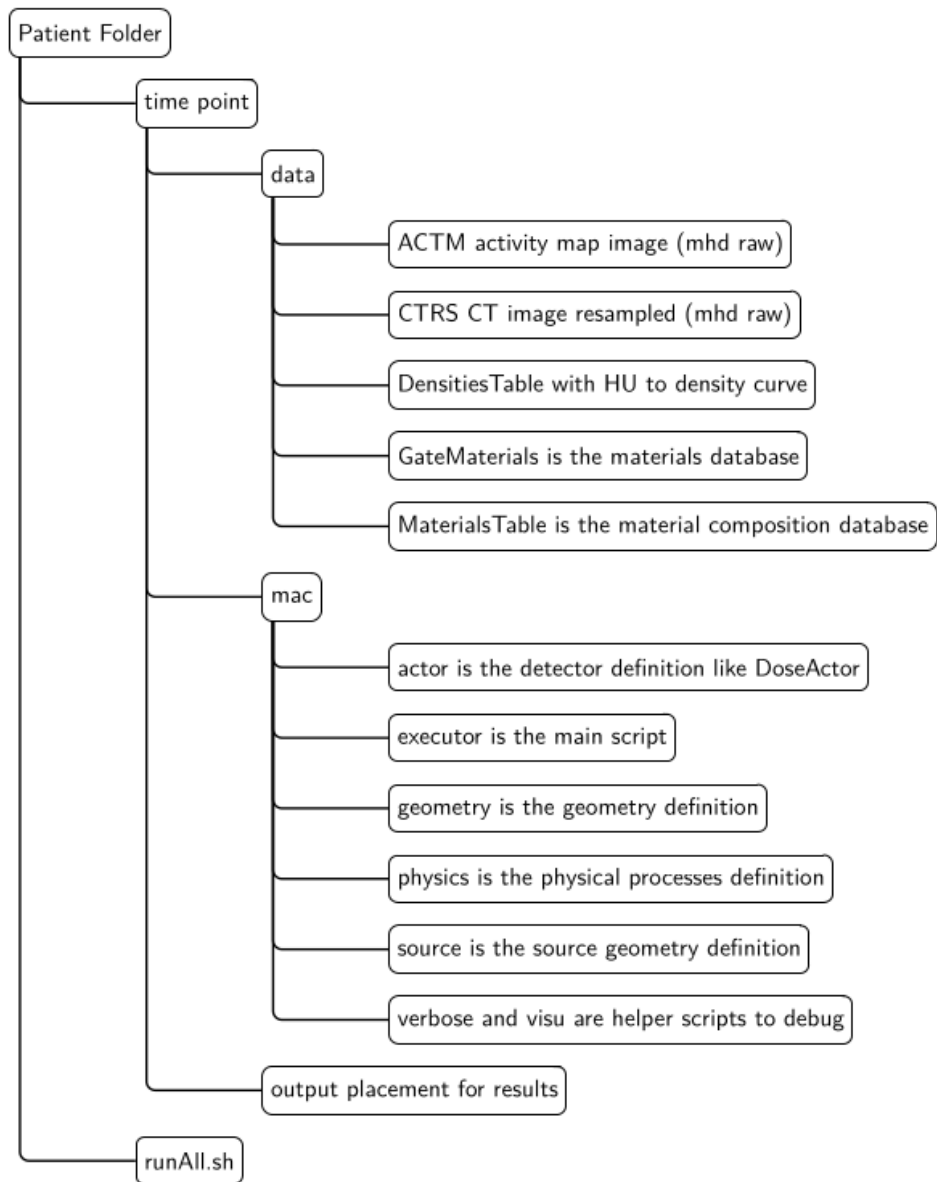 Patient Folder
time point
data
ACTM activity map image (mhd raw)
CTRS CT image resampled (mhd raw)
DensitiesTable with HU to density curve
GateMaterials is the materials database
MaterialsTable is the material composition database
mac
actor is the detector definition like DoseActor
executor is the main script
geometry is the geometry definition
physics is the physical processes definition
source is the source geometry definition
verbose and visu are helper scripts to debug
output placement for results
runAll.sh